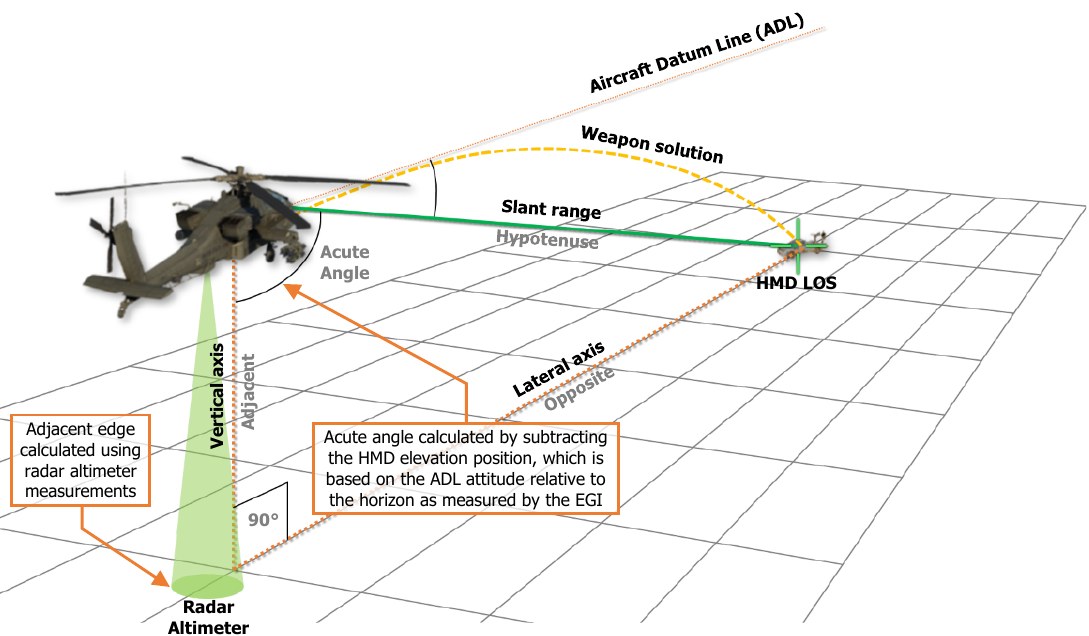 Aircraft Datum Line (ADL)
Weapon solution
Slant range
Hypotenuse
Acute
Angle
HMD LOS
Vertical axis
Adjacent
Lateral axis
Opposite
Adjacent edge
calculated using
radar altimeter
measurements
Acute angle calculated by subtracting
the HMD elevation position, which is
based on the ADL attitude relative to
the horizon as measured by the EGI
90°
Radar
Altimeter